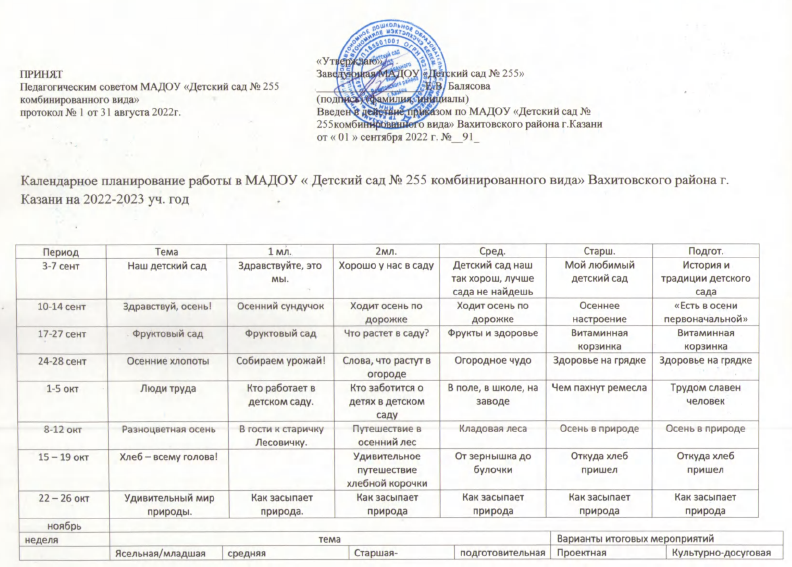 ПРИНЯТ
Педагогическим советом МАДОУ «Детский сад № 255
комбинированного вида»
протокол № 1 от 31 августа 2022г.
«Утверждаю»
Заведующая МАДОУ «Детский сад № 255»
Е.В. Балясова
(подпись) (фамилия, инициалы)
Введен в действие приказом по МАДОУ «Детский сад №
255комбинированного вида» Вахитовского района г.Казани
от « 01 » сентября 2022 г. №__91_
Календарное планирование работы в МАДОУ « Детский сад № 255 комбинированного вида» Вахитовского района г.
Казани на 2022-2023 уч. год
Период Тема 1 мл. 2мл. Сред. Старш. Подгот.
3-7 сент Наш детский сад Здравствуйте, это Хорошо у нас в саду Детский сад наш Мой любимый История и
мы. так хорош, лучше детский сад традиции детского
сада не найдешь сада
10-14 сент Здравствуй, осень! Осенний сундучок Ходит осень по Ходит осень по Осеннее «Есть в осени
дорожке дорожке настроение первоначальной»
17-27 сент Фруктовый сад Фруктовый сад Что растет в саду? Фрукты и здоровье Витаминная Витаминная
корзинка корзинка
24-28 сент Осенние хлопоты Собираем урожай! Слова, что растут в Огородное чудо Здоровье на грядке Здоровье на грядке
огороде
1-5 окт Люди труда Кто работает в Кто заботится о В поле, в школе, на Чем пахнут ремесла Трудом славен
детском саду. детях в детском заводе человек
саду
8-12 окт Разноцветная осень В гости к старичку Путешествие в Кладовая леса Осень в природе Осень в природе
Лесовичку. осенний лес
15 – 19 окт Хлеб – всему голова! Удивительное От зернышка до Откуда хлеб Откуда хлеб
путешествие булочки пришел пришел
хлебной корочки
22 – 26 окт Удивительный мир Как засыпает Как засыпает Как засыпает Как засыпает Как засыпает
природы. природа. природа природа природа природа
ноябрь
неделя тема Варианты итоговых мероприятий
Ясельная/младшая средняя Старшая- подготовительная Проектная Культурно-досуговая